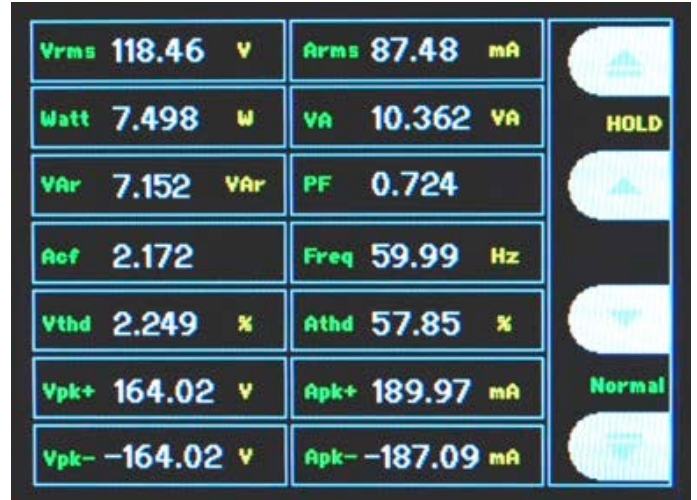 Vrms 118.46 V Arms 87.48 mA
Watt 7.498 W VA 10.362 VA HOLD
VAr 7.152 VAr PF 0.724
Acf 2.172 Freq 59.99 Hz
Vthd 2.249 % Athd 57.85 %
Vpk+ 164.02 V Apk+ 189.97 mA Normal
Vpk- -164.02 V Apk- -187.09 mA